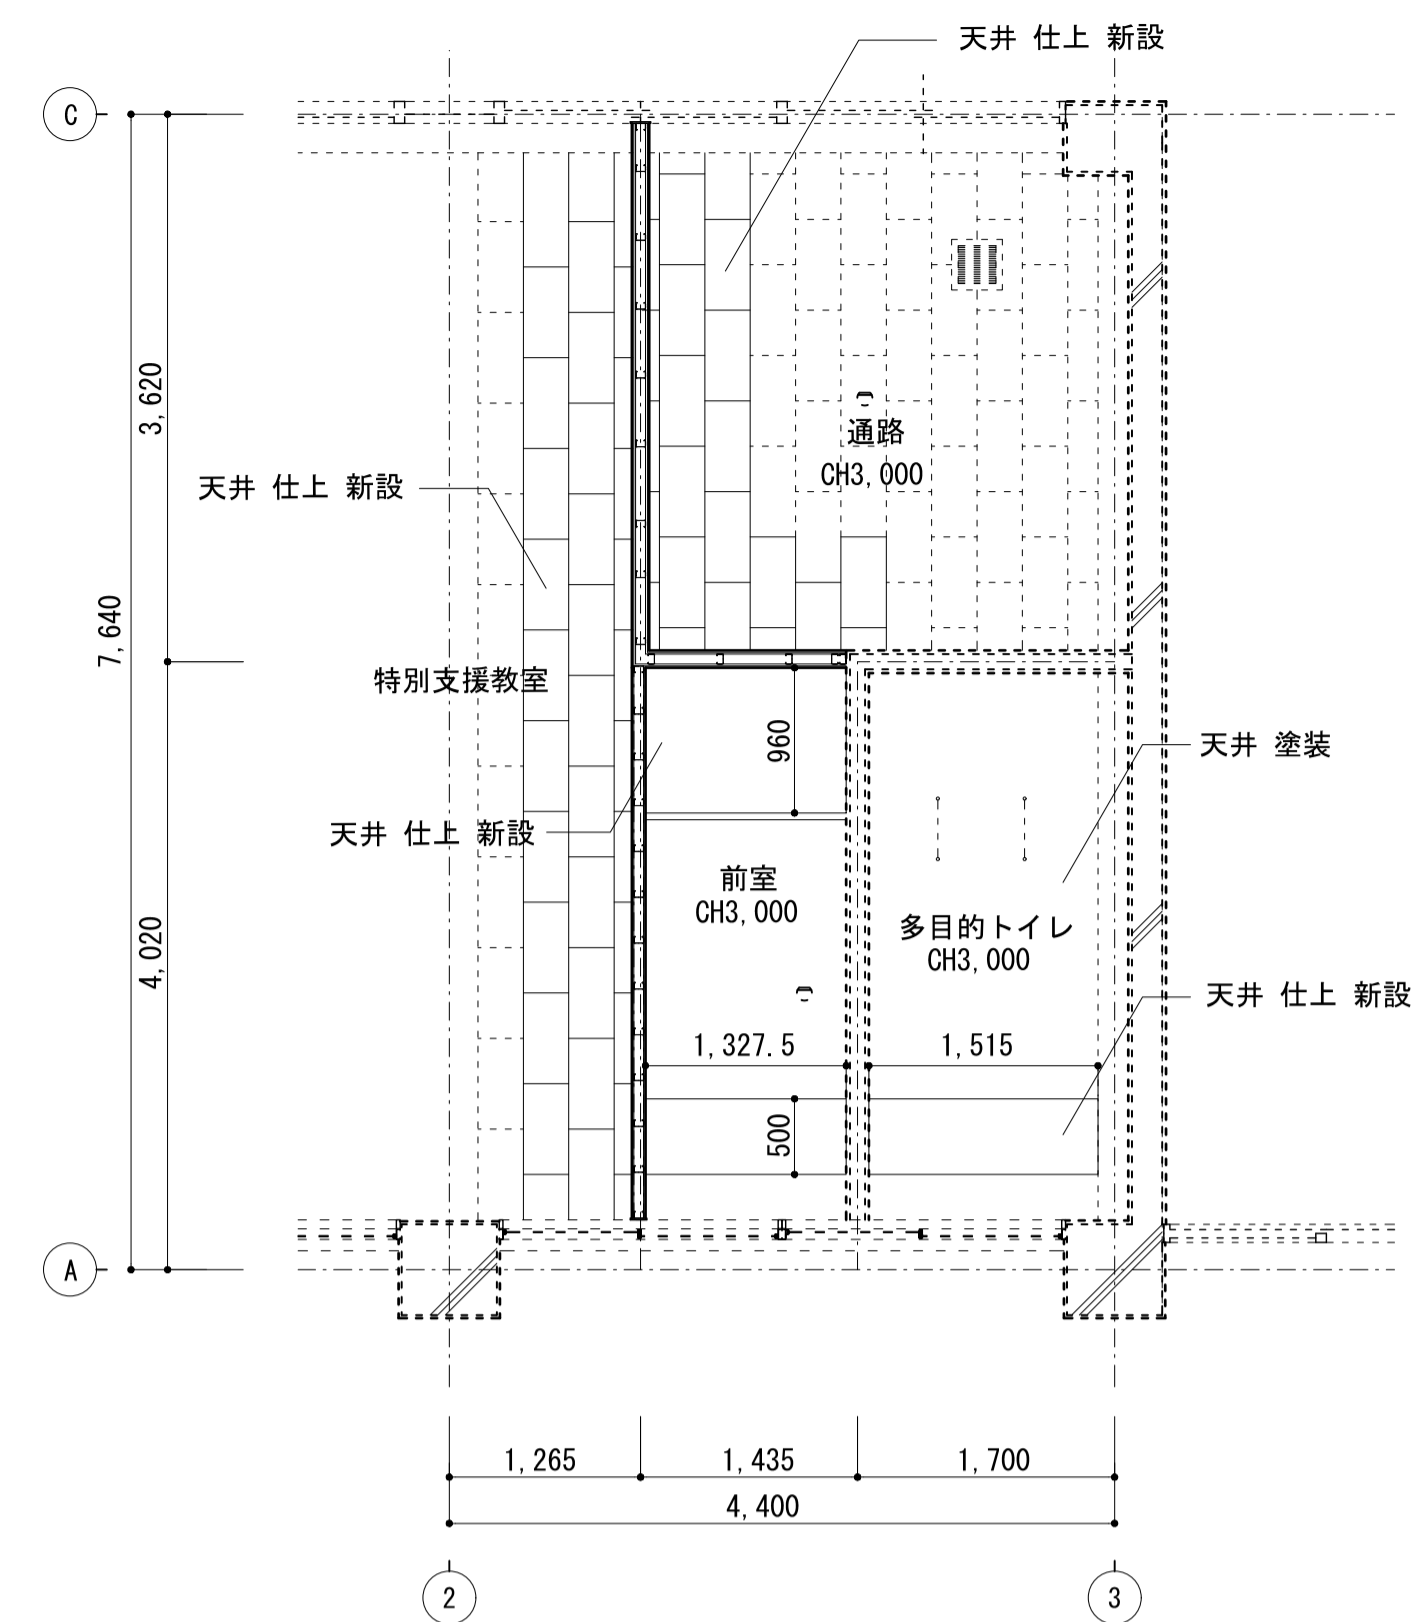 天井 仕上 新設
C
3,620
通路
CH3,000
天井 仕上 新設
7,640
特別支援教室
960
天井 塗装
天井 仕上 新設
前室
CH3,000
多目的トイレ
CH3,000
4,020
天井 仕上 新設
1,327.5
1,515
500
A
1,265
1,435
1,700
4,400
2
3